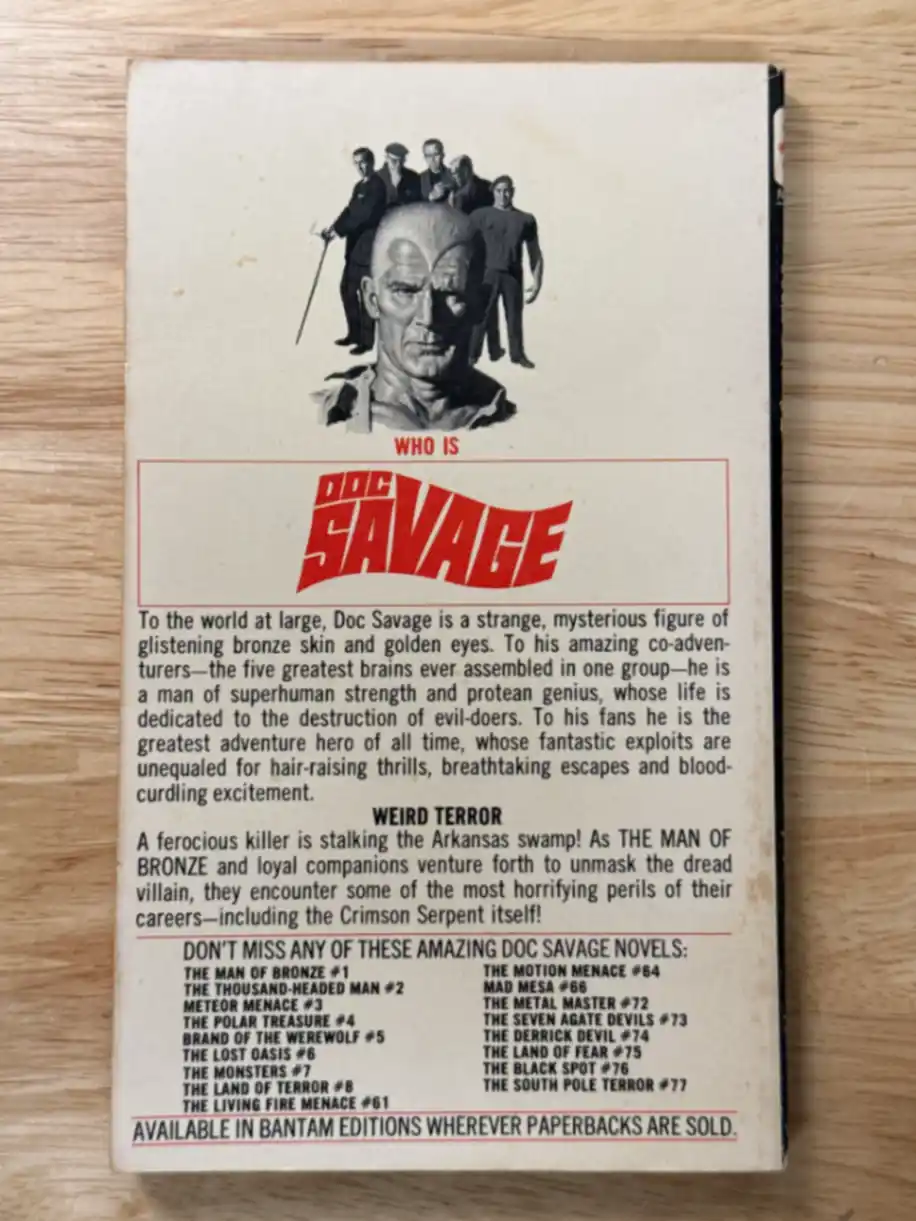 WHO IS
DOC
SAVAGE
To the world at large, Doc Savage is a strange, mysterious figure of
glistening bronze skin and golden eyes. To his amazing co-adven-
turers—the five greatest brains ever assembled in one group—he is
a man of superhuman strength and protean genius, whose life is
dedicated to the destruction of evil-doers. To his fans he is the
greatest adventure hero of all time, whose fantastic exploits are
unequaled for hair-raising thrills, breathtaking escapes and blood-
curdling excitement.
WEIRD TERROR
A ferocious killer is stalking the Arkansas swamp! As THE MAN OF
BRONZE and loyal companions venture forth to unmask the dread
villain, they encounter some of the most horrifying perils of their
careers—including the Crimson Serpent itself!
DON'T MISS ANY OF THESE AMAZING DOC SAVAGE NOVELS:
THE MAN OF BRONZE #1
THE THOUSAND-HEADED MAN #2
METEOR MENACE #3
THE POLAR TREASURE #4
BRAND OF THE WEREWOLF #5
THE LOST OASIS #6
THE MONSTERS #7
THE LAND OF TERROR #8
THE LIVING FIRE MENACE #61
THE MOTION MENACE #64
MAD MESA #66
THE METAL MASTER #72
THE SEVEN AGATE DEVILS #73
THE DERRICK DEVIL #74
THE LAND OF FEAR #75
THE BLACK SPOT #76
THE SOUTH POLE TERROR #77
AVAILABLE IN BANTAM EDITIONS WHEREVER PAPERBACKS ARE SOLD.